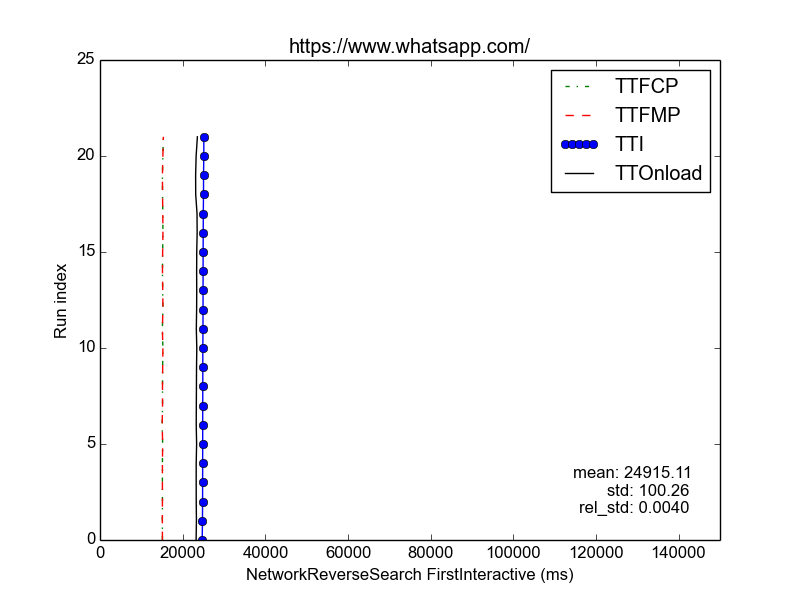 https://www.whatsapp.com/
25
20
15
10
5
0
Run index
TTFCP
TTFMP
TTI
TTOnload
mean: 24915.11
std: 100.26
rel_std: 0.0040
0 20000 40000 60000 80000 100000 120000 140000
NetworkReverseSearch FirstInteractive (ms)